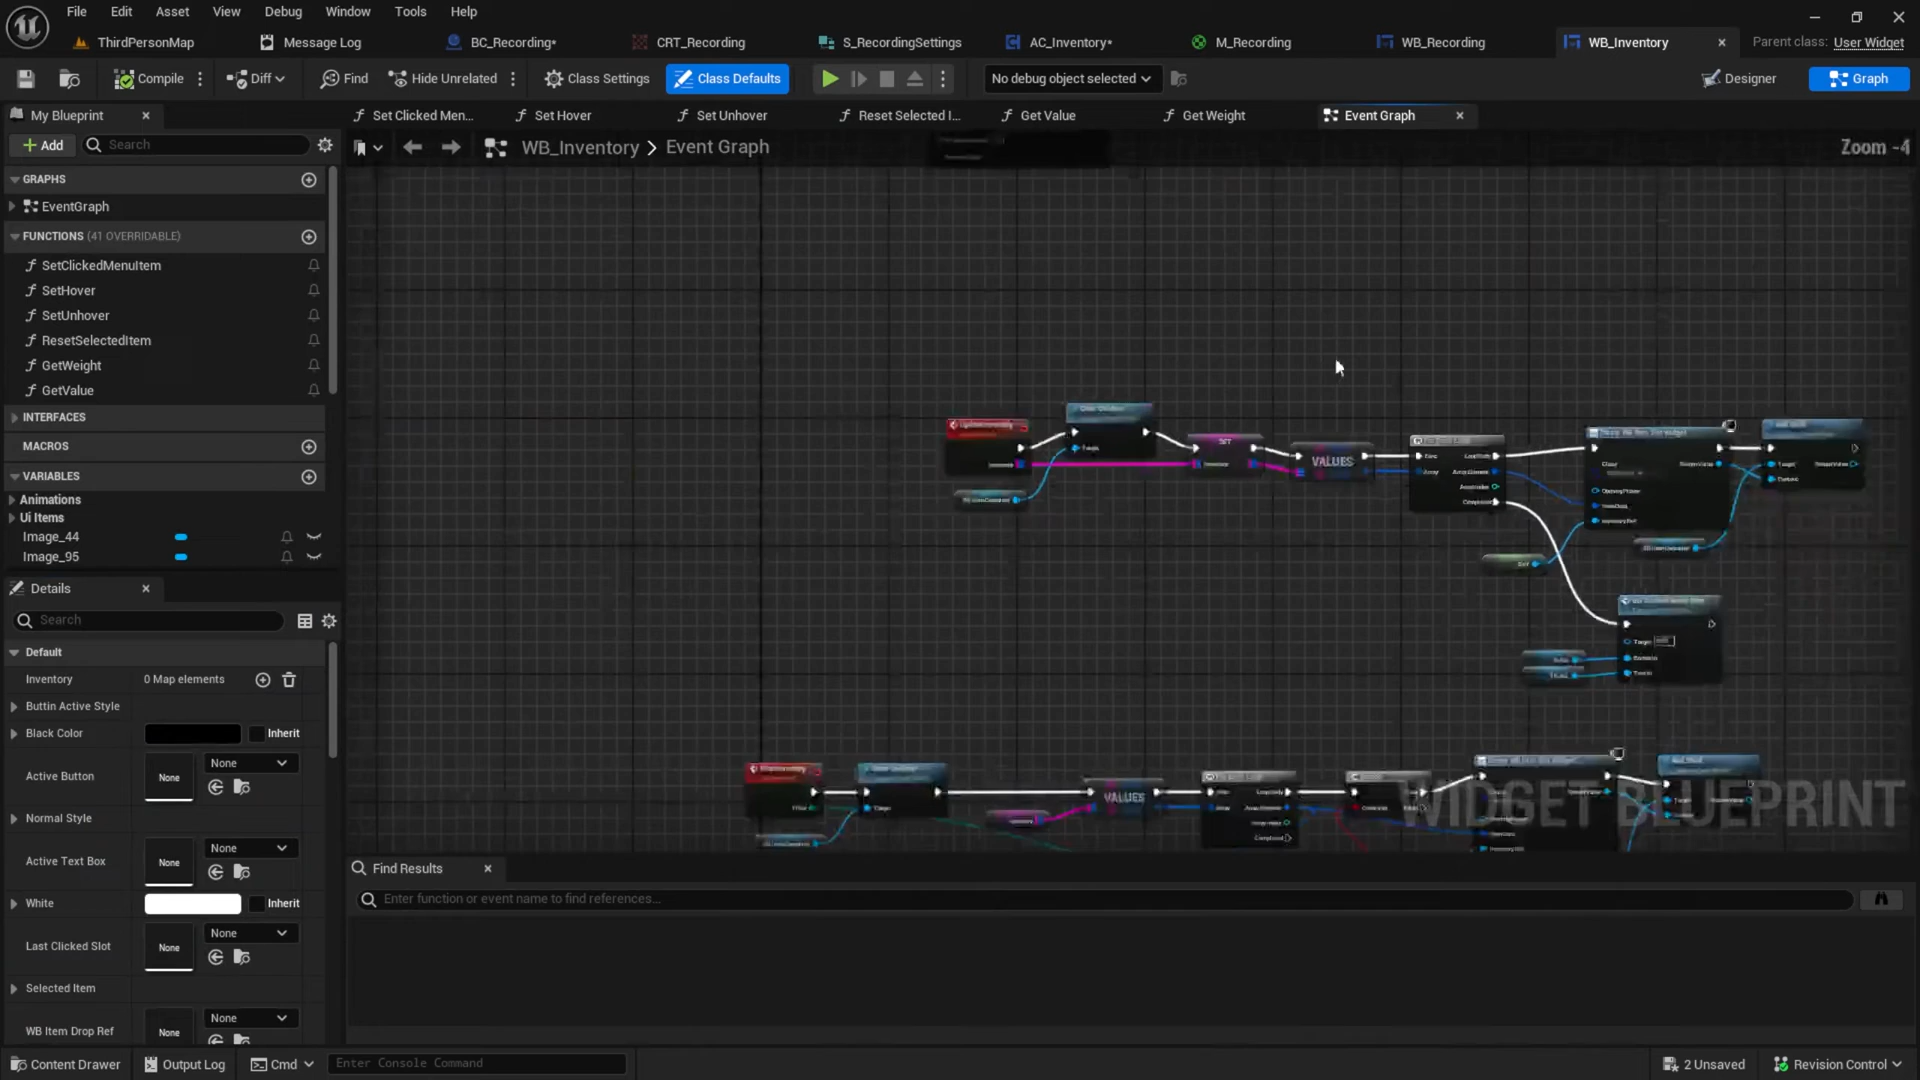 File Edit Asset View Debug Window Tools Help
ThirdPersonMap Message Log BC_Recording* CRT_Recording S_RecordingSettings AC_Inventory* M_Recording WB_Recording WB_Inventory Parent class: User Widget
Compile Diff Find Hide Unrelated Class Settings Class Defaults No debug object selected Designer Graph
My Blueprint Set Clicked Men... Set Hover Set Unhover Reset Selected I... Get Value Get Weight Event Graph
Add Search WB_Inventory > Event Graph Zoom -4
GRAPHS
EventGraph
FUNCTIONS (41 OVERRIDABLE)
SetClickedMenuItem
SetHover
SetUnhover
ResetSelectedItem
GetWeight
GetValue
INTERFACES
MACROS
VARIABLES
Animations
Ui Items
Image_44
Image_95
SET
VALUES
Details
Search
Default
Inventory 0 Map elements
Buttin Active Style
Black Color Inherit
Active Button None None
Normal Style
Active Text Box None None
White Inherit
Last Clicked Slot None None
Selected Item
WB Item Drop Ref None None
VALUES
WIDGET BLUEPRINT
Find Results
Enter function or event name to find references...
Content Drawer Output Log Cmd Enter Console Command 2 Unsaved Revision Control